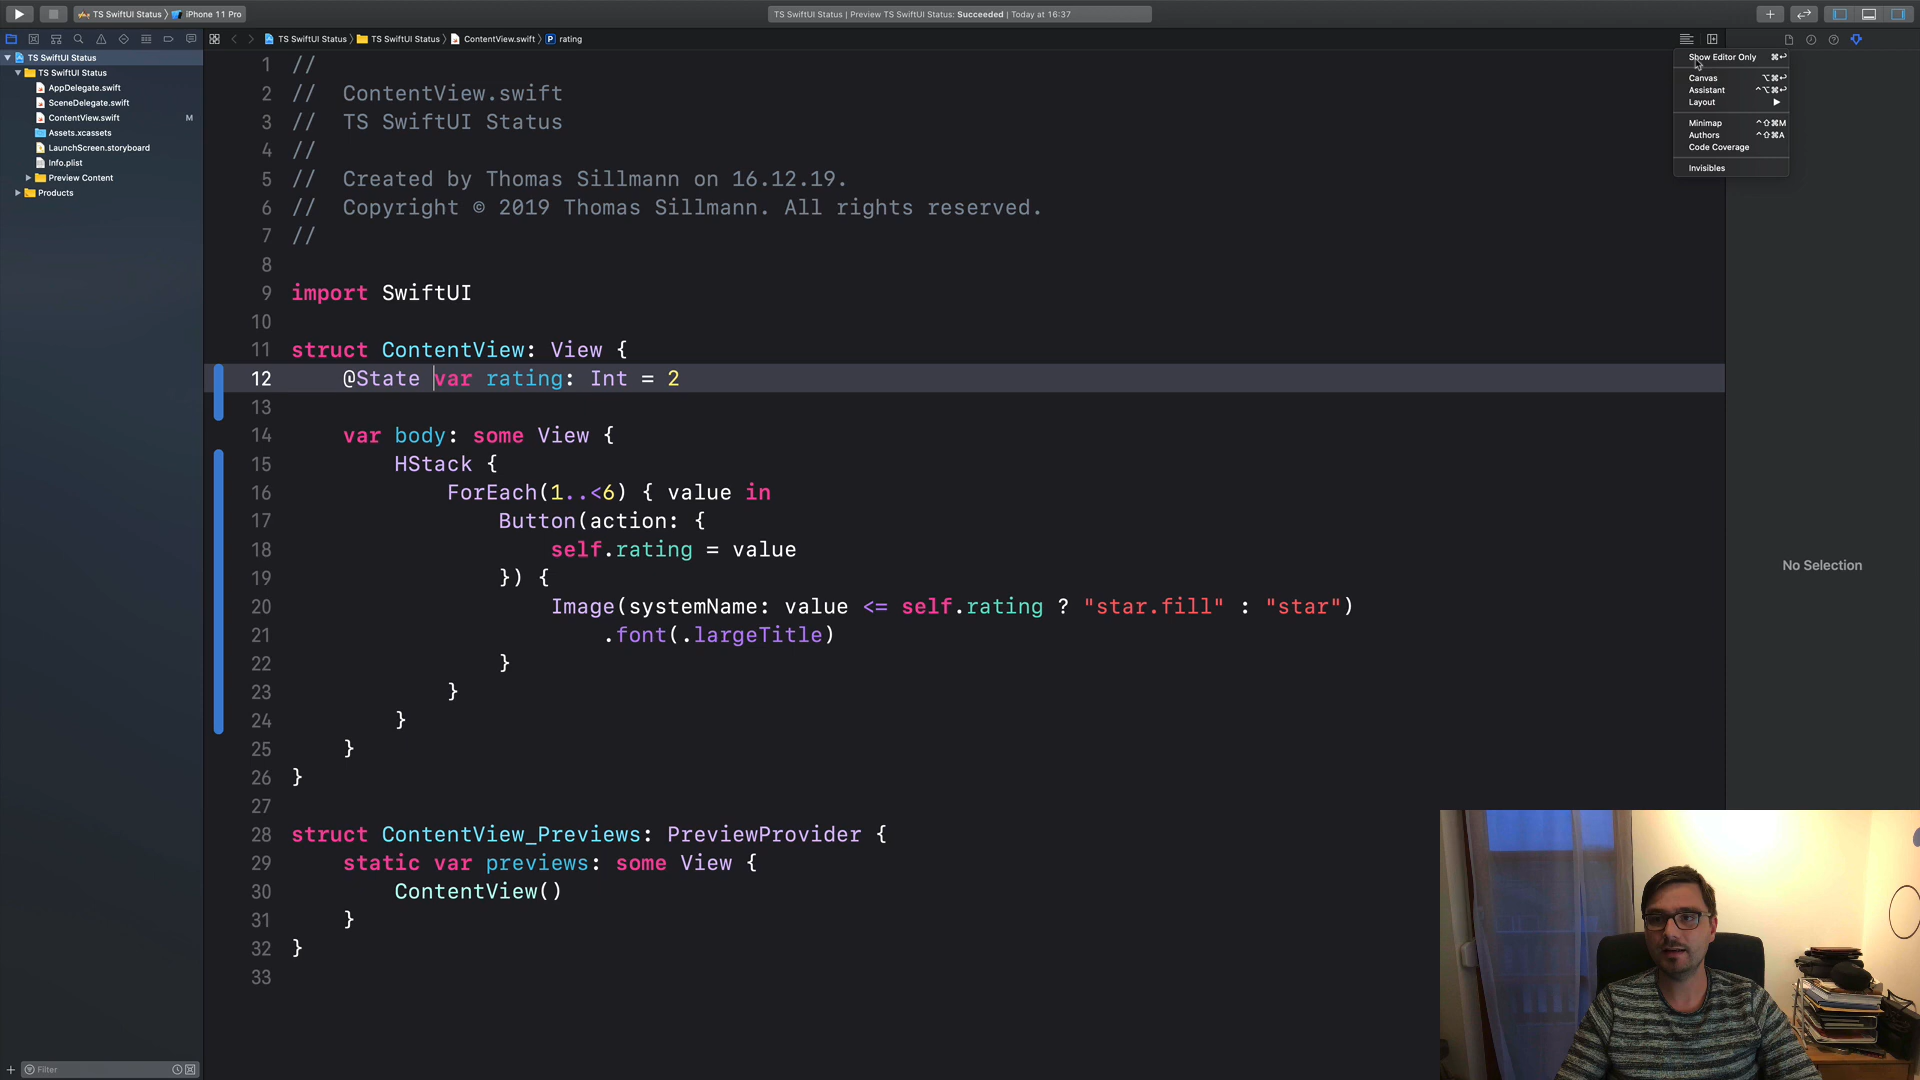 TS SwiftUI Status
iPhone 11 Pro
TS SwiftUI Status | Preview TS SwiftUI Status: Succeeded | Today at 16:37
TS SwiftUI Status
TS SwiftUI Status
ContentView.swift
P
rating
TS SwiftUI Status
TS SwiftUI Status
AppDelegate.swift
SceneDelegate.swift
ContentView.swift M
Assets.xcassets
LaunchScreen.storyboard
Info.plist
Preview Content
Products
Show Editor Only ⌘↩
Canvas ⌥⌘↩
Assistant ⌃⌥⌘↩
Layout
Minimap ⌃⇧⌘M
Authors ⌃⇧⌘A
Code Coverage
Invisibles
1 //
2 //  ContentView.swift
3 //  TS SwiftUI Status
4 //
5 //  Created by Thomas Sillmann on 16.12.19.
6 //  Copyright © 2019 Thomas Sillmann. All rights reserved.
7 //
8
9 import SwiftUI
10
11 struct ContentView: View {
12     @State var rating: Int = 2
13
14     var body: some View {
15         HStack {
16             ForEach(1..<6) { value in
17                 Button(action: {
18                     self.rating = value
19                 }) {
20                     Image(systemName: value <= self.rating ? "star.fill" : "star")
21                         .font(.largeTitle)
22                 }
23             }
24         }
25     }
26 }
27
28 struct ContentView_Previews: PreviewProvider {
29     static var previews: some View {
30         ContentView()
31     }
32 }
33
No Selection
Filter